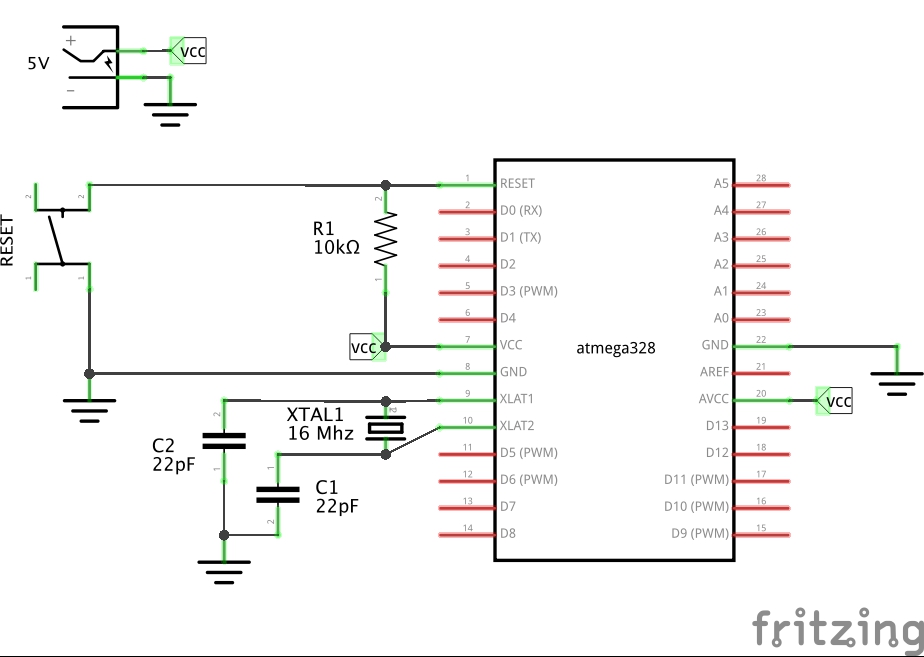 +
5V
VCC
-
2
2
RESET
1
1
R1
10kΩ
2
1
VCC
XTAL1
16 Mhz
C2
22pF
2
1
C1
22pF
1
2
atmega328
1 RESET
2 D0 (RX)
3 D1 (TX)
4 D2
5 D3 (PWM)
6 D4
7 VCC
8 GND
9 XLAT1
10 XLAT2
11 D5 (PWM)
12 D6 (PWM)
13 D7
14 D8
A5 28
A4 27
A3 26
A2 25
A1 24
A0 23
GND 22
AREF 21
AVCC 20
VCC
D13 19
D12 18
D11 (PWM) 17
D10 (PWM) 16
D9 (PWM) 15
fritzing